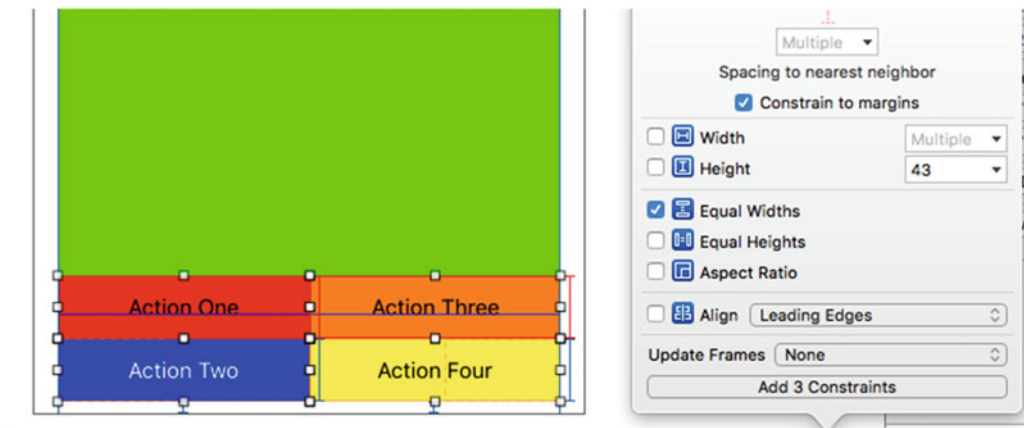 Multiple
Spacing to nearest neighbor
Constrain to margins
Width Multiple
Height 43
Equal Widths
Equal Heights
Aspect Ratio
Align Leading Edges
Update Frames None
Add 3 Constraints
Action One Action Three
Action Two Action Four